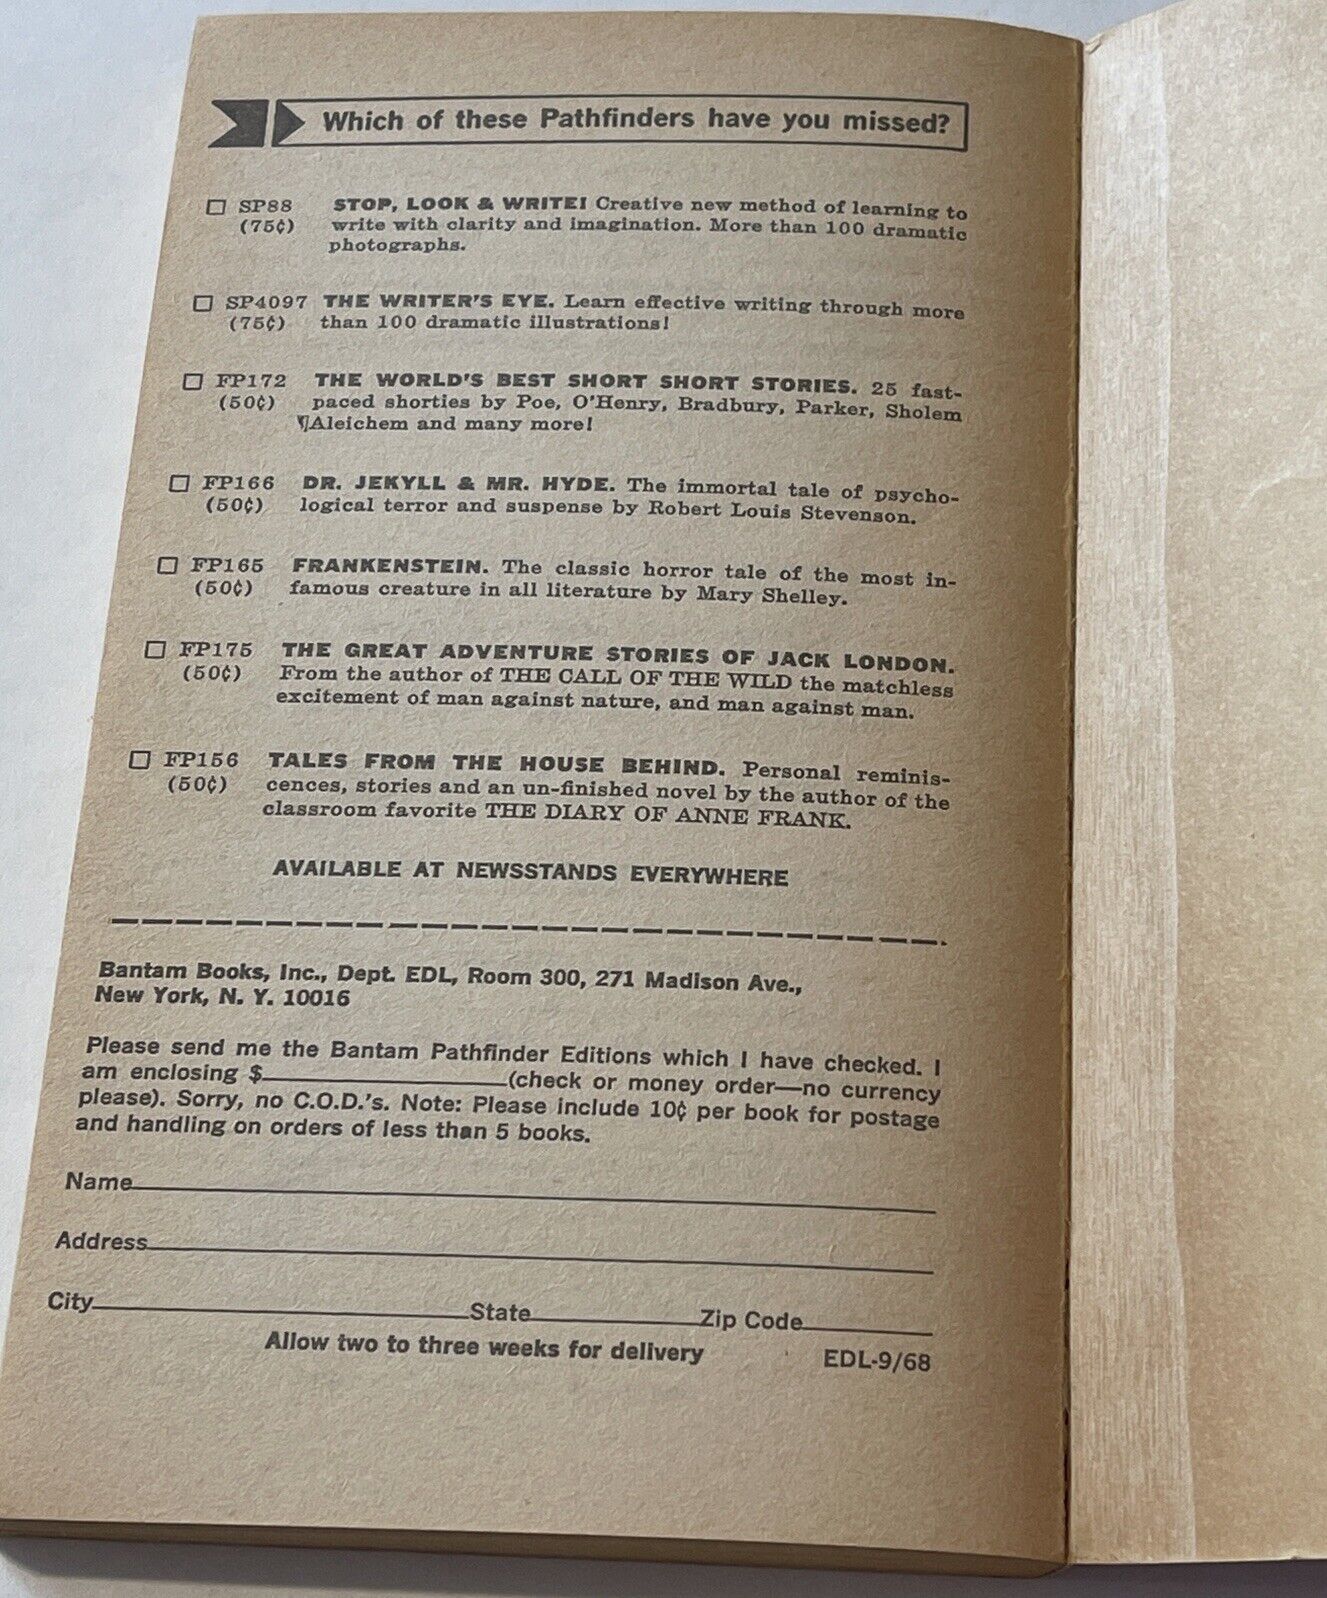 Which of these Pathfinders have you missed?
SP88 STOP, LOOK & WRITE! Creative new method of learning to
(75¢) write with clarity and imagination. More than 100 dramatic
photographs.
SP4097 THE WRITER'S EYE. Learn effective writing through more
(75¢) than 100 dramatic illustrations!
FP172 THE WORLD'S BEST SHORT SHORT STORIES. 25 fast-
(50¢) paced shorties by Poe, O'Henry, Bradbury, Parker, Sholem
¶Aleichem and many more!
FP166 DR. JEKYLL & MR. HYDE. The immortal tale of psycho-
(50¢) logical terror and suspense by Robert Louis Stevenson.
FP165 FRANKENSTEIN. The classic horror tale of the most in-
(50¢) famous creature in all literature by Mary Shelley.
FP175 THE GREAT ADVENTURE STORIES OF JACK LONDON.
(50¢) From the author of THE CALL OF THE WILD the matchless
excitement of man against nature, and man against man.
FP156 TALES FROM THE HOUSE BEHIND. Personal reminis-
(50¢) cences, stories and an un-finished novel by the author of the
classroom favorite THE DIARY OF ANNE FRANK.
AVAILABLE AT NEWSSTANDS EVERYWHERE
Bantam Books, Inc., Dept. EDL, Room 300, 271 Madison Ave.,
New York, N. Y. 10016
Please send me the Bantam Pathfinder Editions which I have checked. I
am enclosing $ (check or money order—no currency
please). Sorry, no C.O.D.'s. Note: Please include 10¢ per book for postage
and handling on orders of less than 5 books.
Name
Address
City State Zip Code
Allow two to three weeks for delivery EDL-9/68